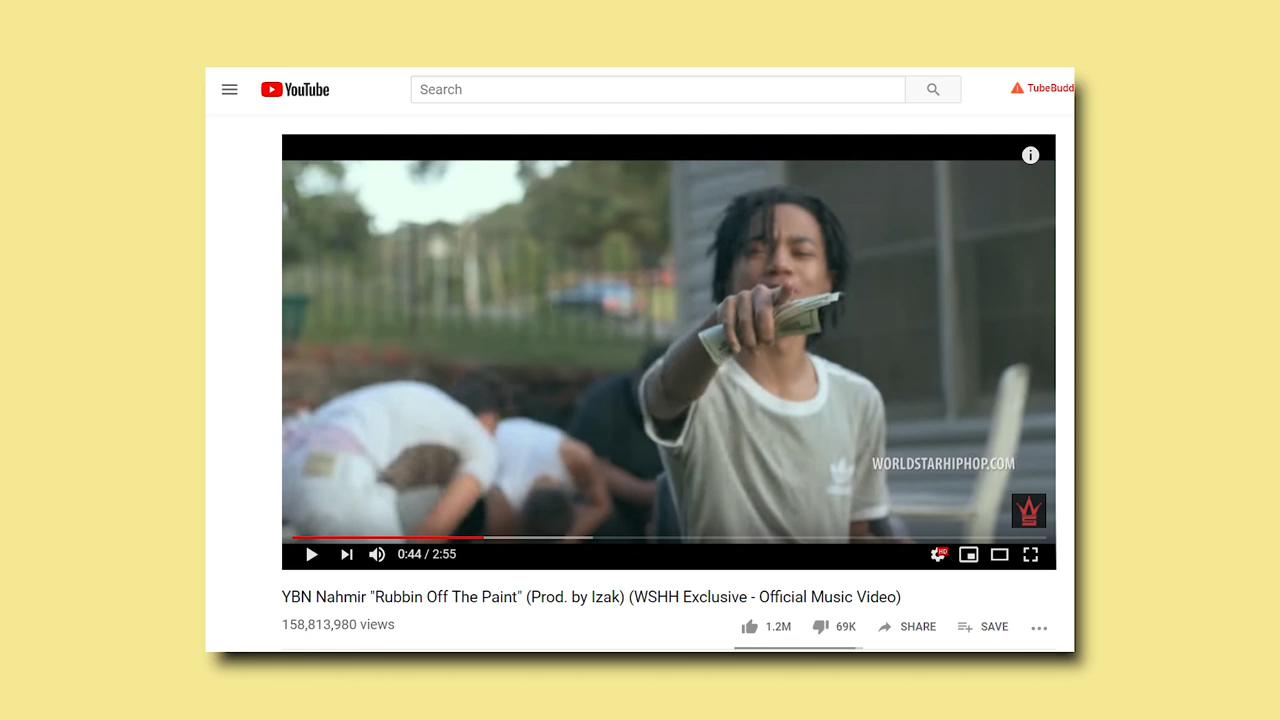 YouTube
Search
TubeBudd
WORLDSTARHIPHOP.COM
0:44 / 2:55
HD
YBN Nahmir "Rubbin Off The Paint" (Prod. by Izak) (WSHH Exclusive - Official Music Video)
158,813,980 views
1.2M 69K SHARE SAVE